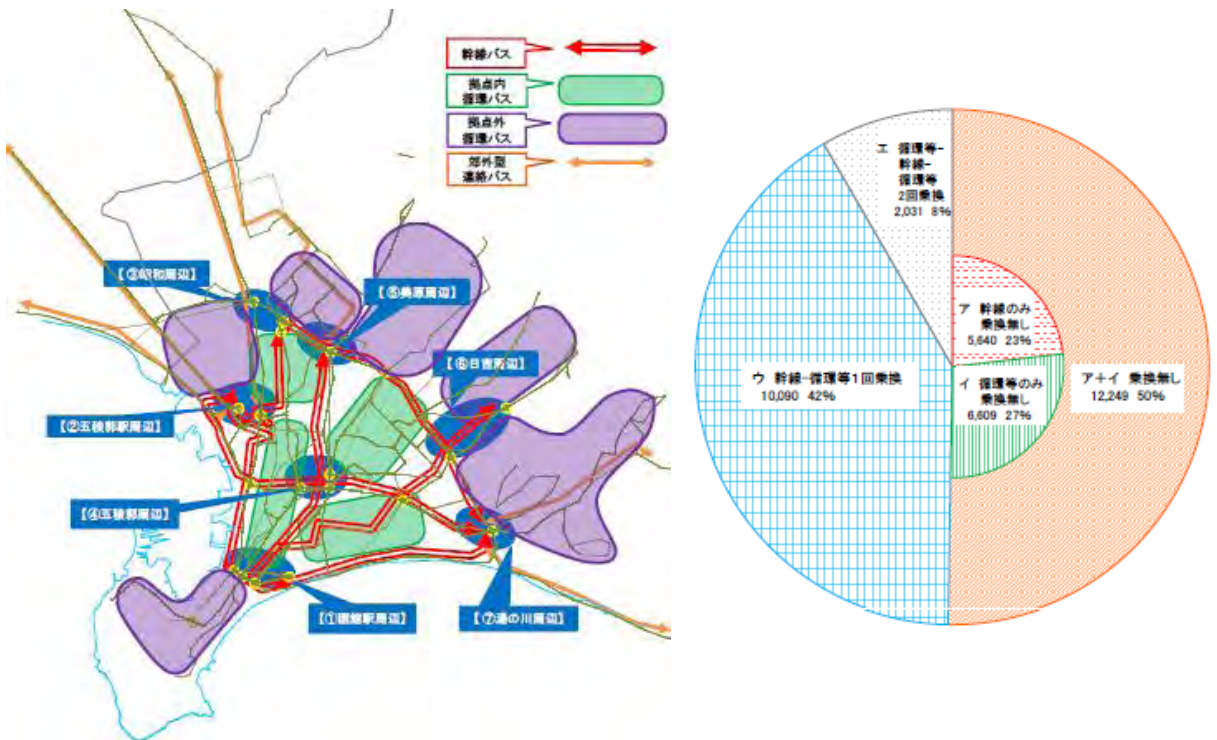 幹線バス
拠点内
循環バス
拠点外
循環バス
郊外型
連絡バス
【③昭和周辺】
【⑤美原周辺】
【⑥日吉周辺】
【②五稜郭駅周辺】
【④五稜郭周辺】
【①函館駅周辺】
【⑦湯の川周辺】
エ 循環等-
幹線-
循環等
2回乗換
2,031 8%
ア 幹線のみ
乗換無し
5,640 23%
ウ 幹線-循環等1回乗換
10,090 42%
イ 循環等のみ
乗換無し
6,609 27%
ア+イ 乗換無し
12,249 50%